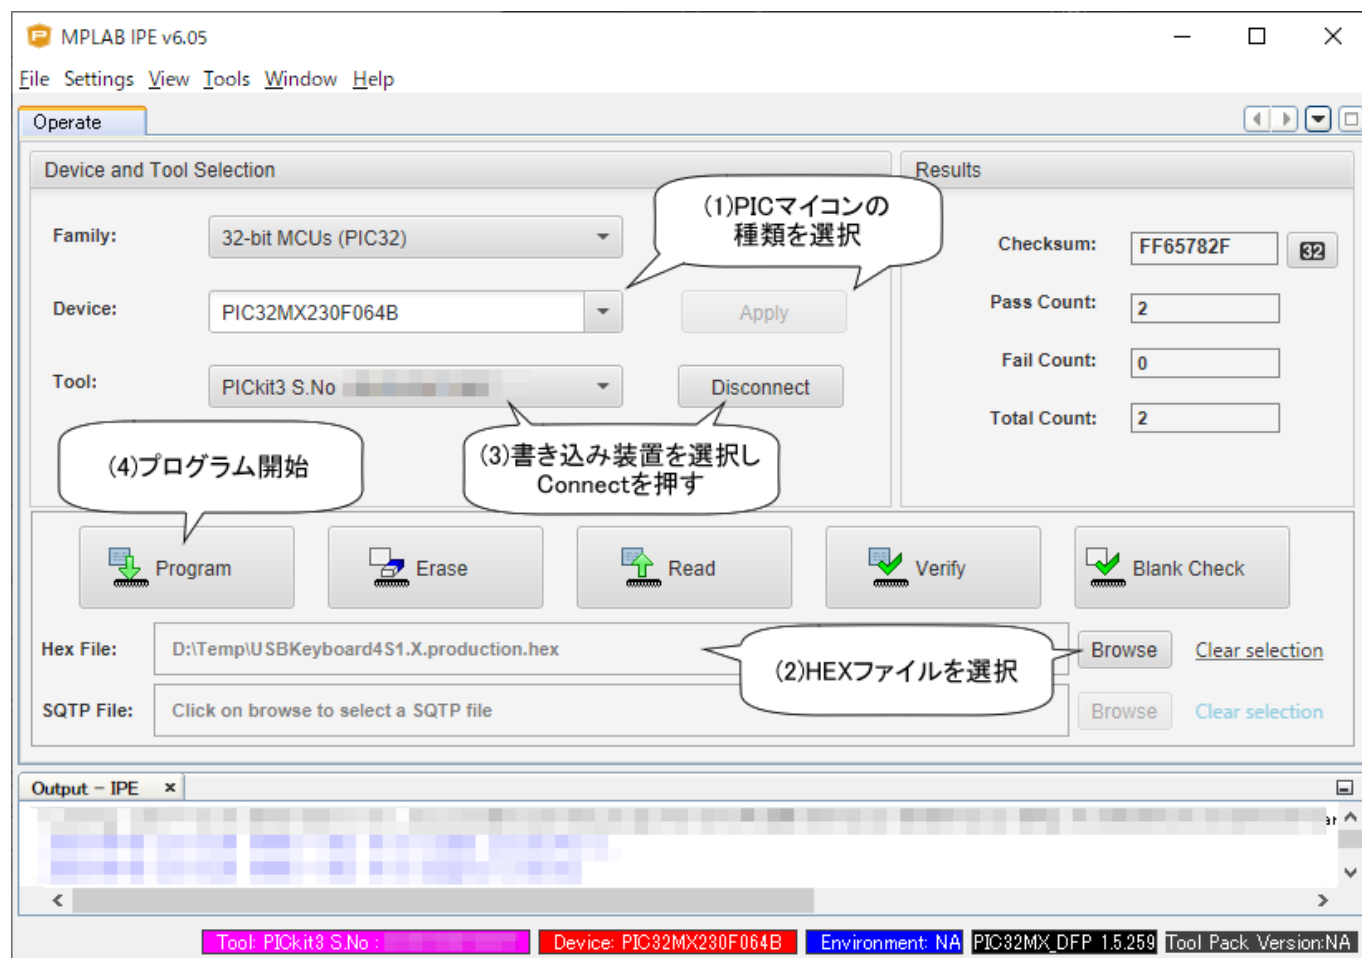 MPLAB IPE v6.05
File Settings View Tools Window Help
Operate
Device and Tool Selection
Results
(1)PICマイコンの
種類を選択
Family:
32-bit MCUs (PIC32)
Checksum:
FF65782F
32
Device:
PIC32MX230F064B
Apply
Pass Count:
2
Fail Count:
0
Tool:
PICkit3 S.No
Disconnect
Total Count:
2
(4)プログラム開始
(3)書き込み装置を選択し
Connectを押す
Program
Erase
Read
Verify
Blank Check
Hex File:
D:\Temp\USBKeyboard4S1.X.production.hex
(2)HEXファイルを選択
Browse
Clear selection
SQTP File:
Click on browse to select a SQTP file
Browse
Clear selection
Output - IPE
Tool: PICkit3 S.No :
Device: PIC32MX230F064B
Environment: NA
PIC32MX_DFP 1.5.259
Tool Pack Version:NA